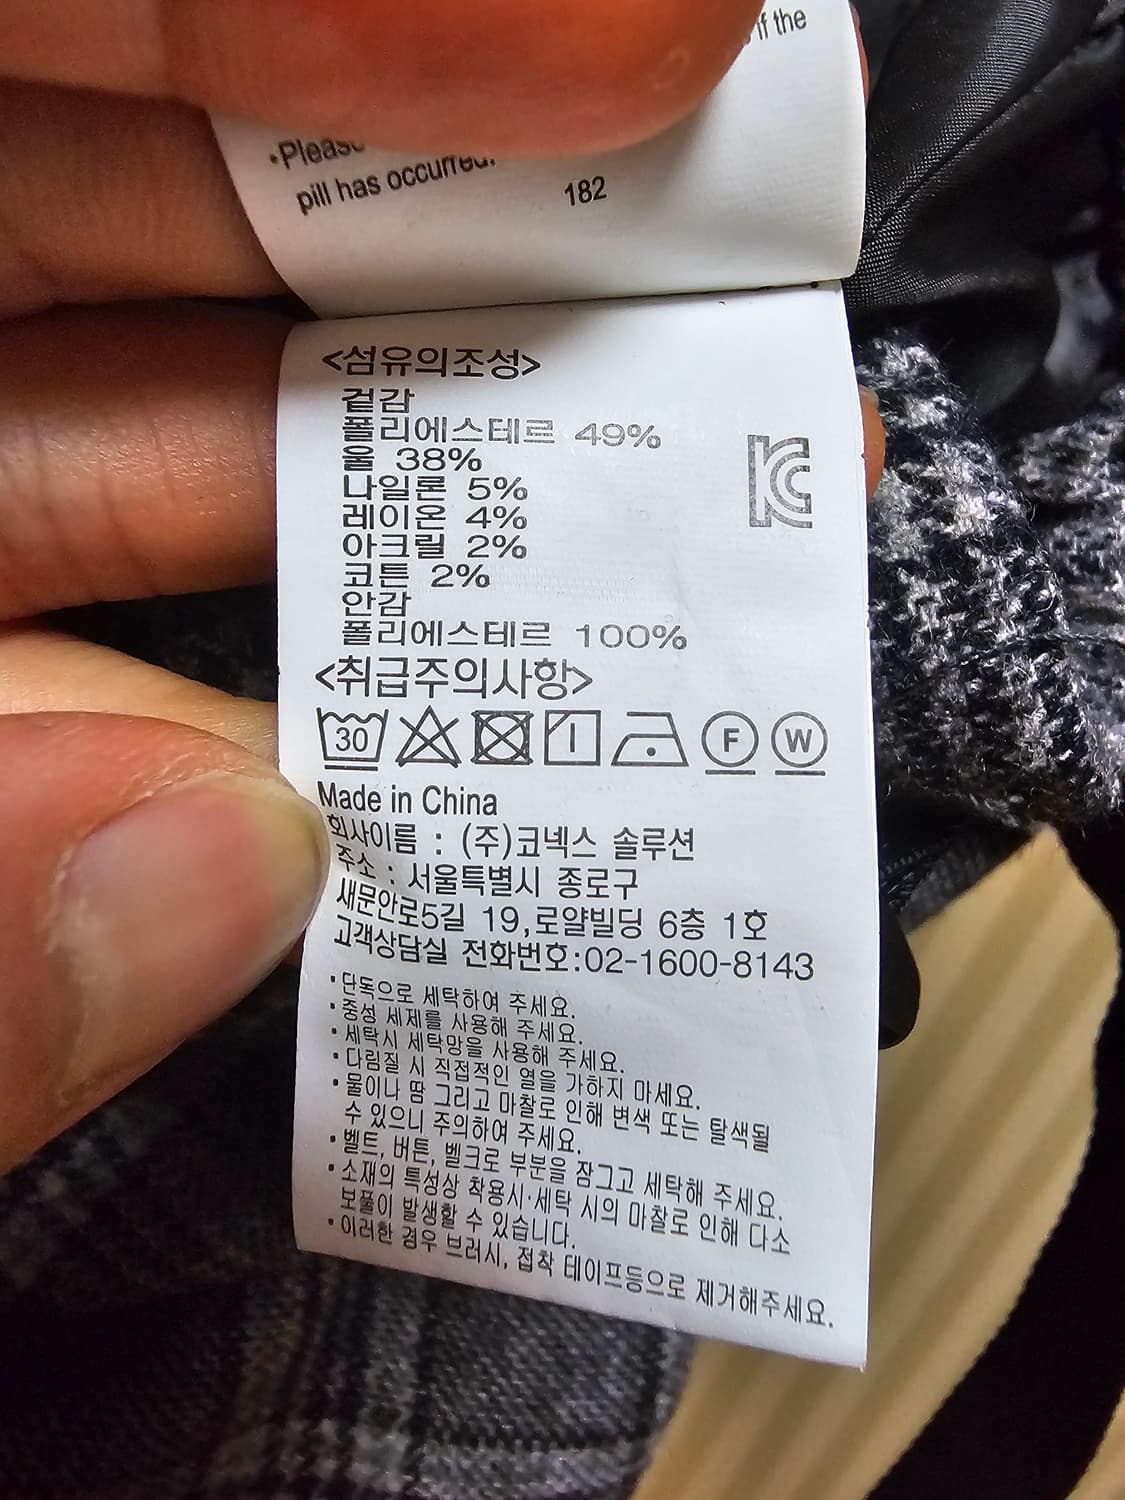 if the
•Please
pill has occurred.
182
<섬유의조성>
겉감
폴리에스테르 49%
울 38%
나일론 5%
레이온 4%
아크릴 2%
코튼 2%
안감
폴리에스테르 100%
<취급주의사항>
30 F W
Made in China
회사이름 : (주)코넥스 솔루션
주소 : 서울특별시 종로구
새문안로5길 19,로얄빌딩 6층 1호
고객상담실 전화번호:02-1600-8143
•단독으로 세탁하여 주세요.
•중성 세제를 사용해 주세요.
•세탁시 세탁망을 사용해 주세요.
•다림질 시 직접적인 열을 가하지 마세요.
•물이나 땀 그리고 마찰로 인해 변색 또는 탈색될
수 있으니 주의하여 주세요.
•벨트, 버튼, 벨크로 부분을 잠그고 세탁해 주세요.
•소재의 특성상 착용시·세탁 시의 마찰로 인해 다소
보풀이 발생할 수 있습니다.
•이러한 경우 브러시, 접착 테이프등으로 제거해주세요.